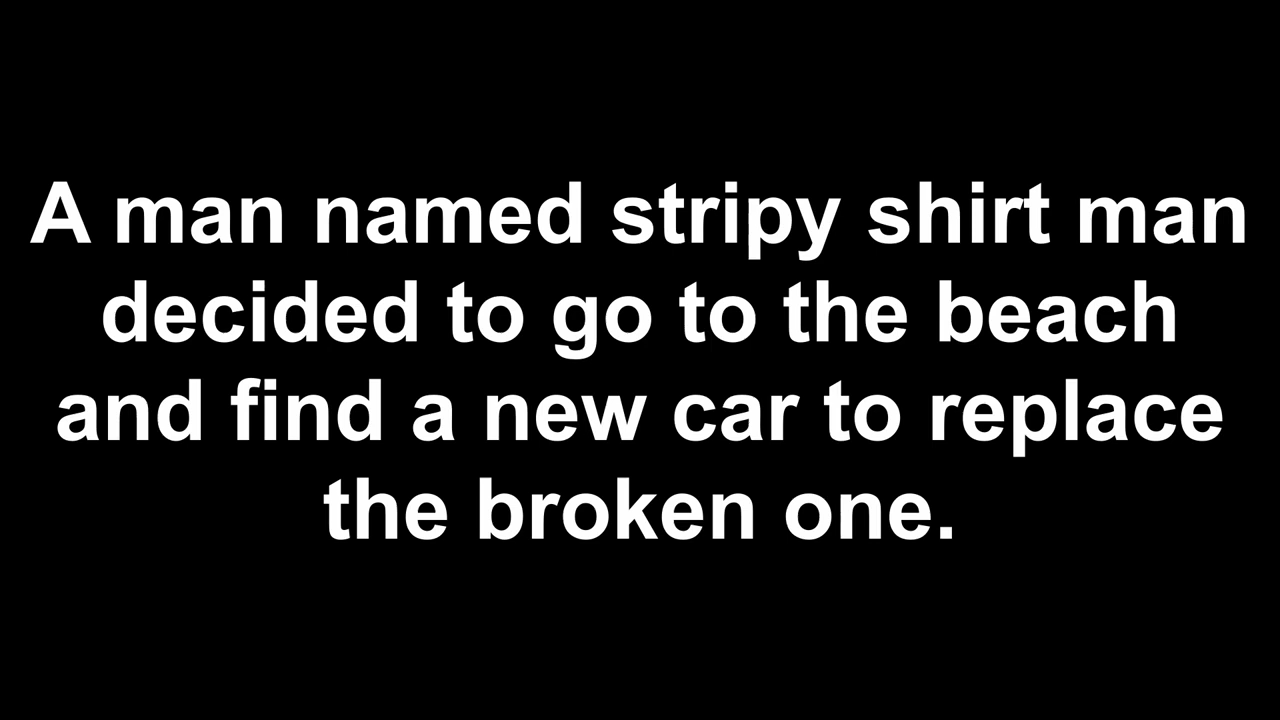 A man named stripy shirt man
decided to go to the beach
and find a new car to replace
the broken one.